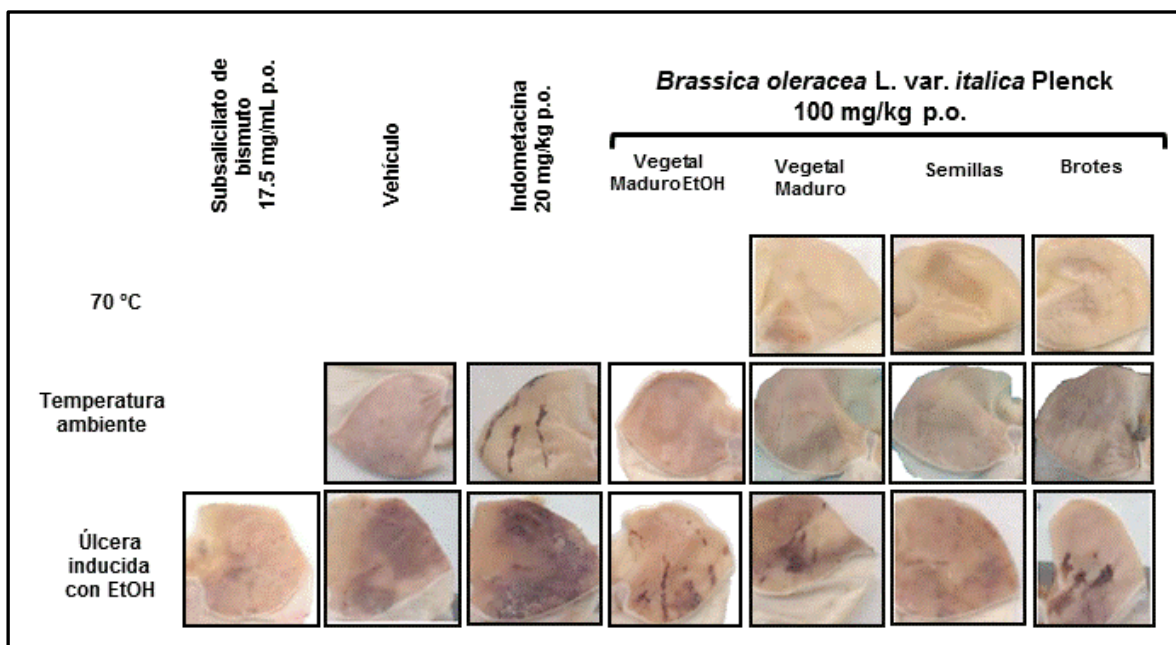 Subsalicilato de
bismuto
17.5 mg/mL p.o.
Vehículo
Indometacina
20 mg/kg p.o.
Brassica oleracea L. var. italica Plenck
100 mg/kg p.o.
Vegetal
Maduro EtOH
Vegetal
Maduro
Semillas
Brotes
70 °C
Temperatura
ambiente
Úlcera
inducida
con EtOH